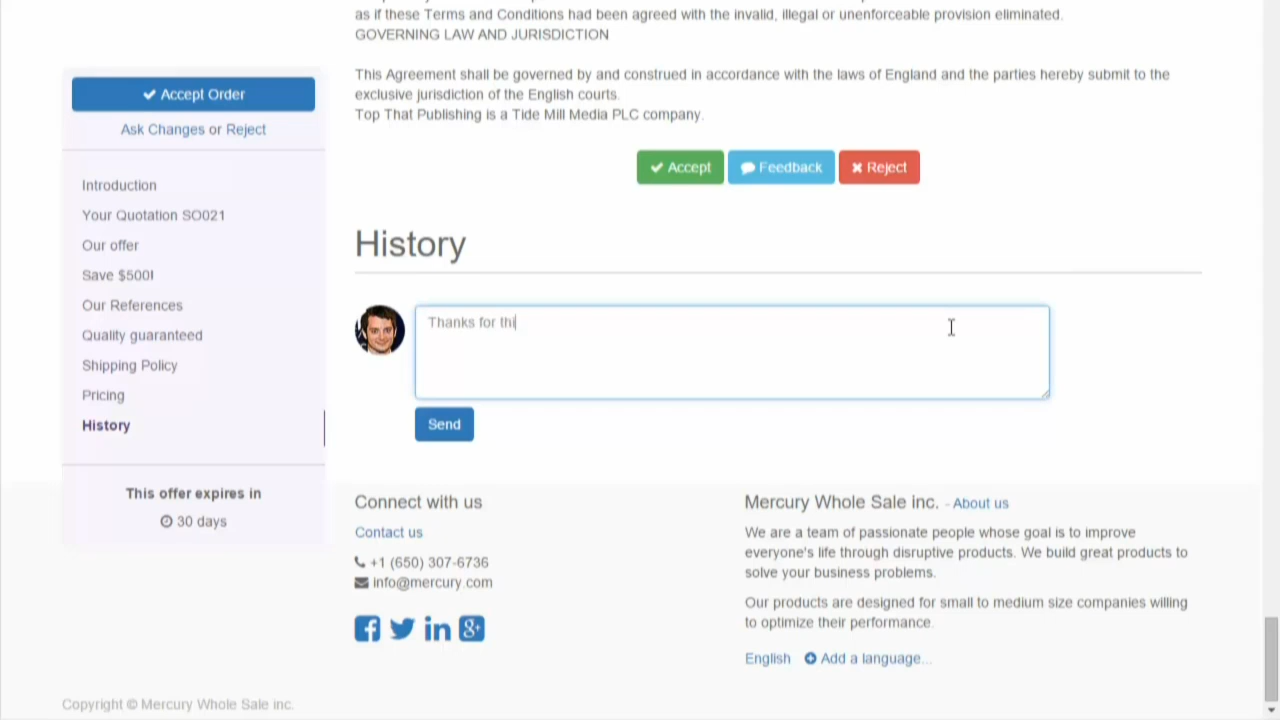 as if these Terms and Conditions had been agreed with the invalid, illegal or unenforceable provision eliminated.
GOVERNING LAW AND JURISDICTION
This Agreement shall be governed by and construed in accordance with the laws of England and the parties hereby submit to the
exclusive jurisdiction of the English courts.
Top That Publishing is a Tide Mill Media PLC company.
Accept Feedback Reject
Accept Order
Ask Changes or Reject
Introduction
Your Quotation SO021
Our offer
Save $500!
Our References
Quality guaranteed
Shipping Policy
Pricing
History
This offer expires in
30 days
History
Thanks for thi
Send
Connect with us
Contact us
+1 (650) 307-6736
info@mercury.com
Mercury Whole Sale inc. - About us
We are a team of passionate people whose goal is to improve
everyone's life through disruptive products. We build great products to
solve your business problems.
Our products are designed for small to medium size companies willing
to optimize their performance.
English Add a language...
Copyright © Mercury Whole Sale inc.